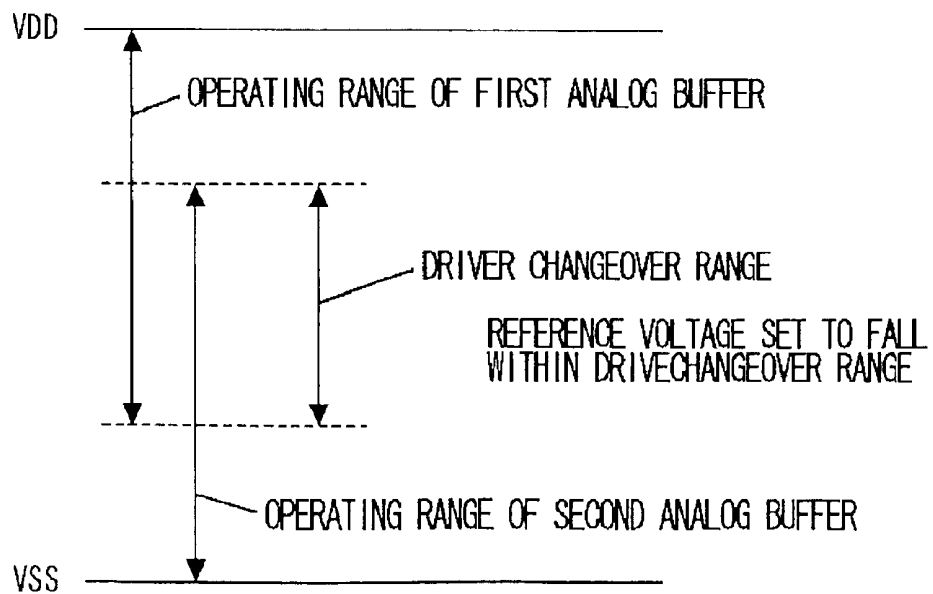 VDD
OPERATING RANGE OF FIRST ANALOG BUFFER
DRIVER CHANGEOVER RANGE
REFERENCE VOLTAGE SET TO FALL
WITHIN DRIVECHANGEOVER RANGE
OPERATING RANGE OF SECOND ANALOG BUFFER
VSS